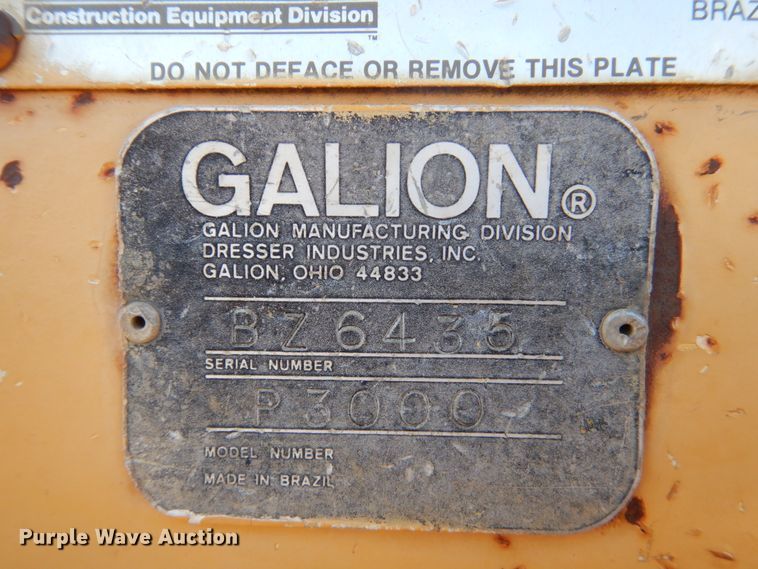 Construction Equipment Division
™
BRAZ
DO NOT DEFACE OR REMOVE THIS PLATE
GALION®
GALION MANUFACTURING DIVISION
DRESSER INDUSTRIES, INC.
GALION, OHIO 44833
BZ6435
SERIAL NUMBER
P3000
MODEL NUMBER
MADE IN BRAZIL
Purple Wave Auction